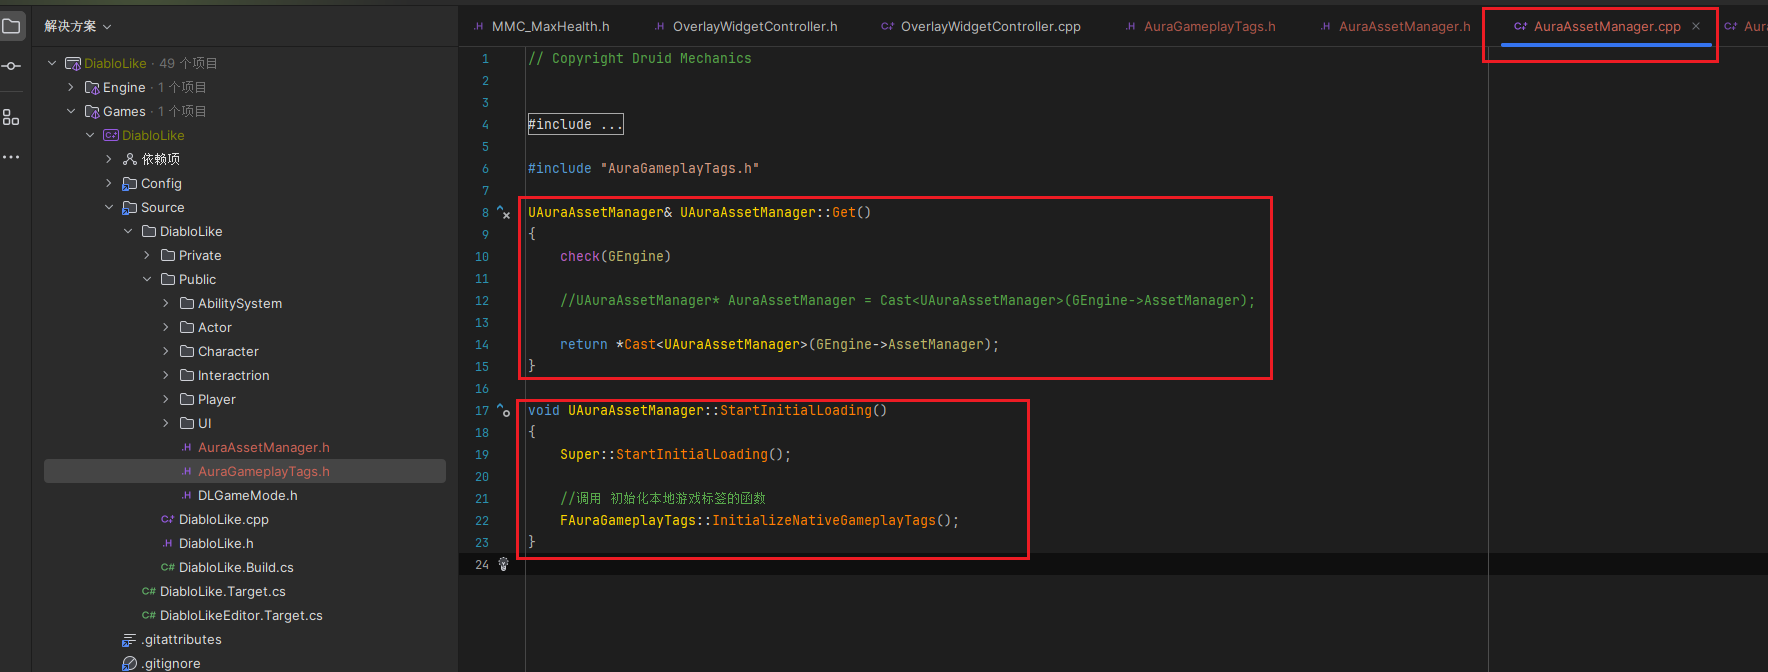 解决方案
MMC_MaxHealth.h
OverlayWidgetController.h
OverlayWidgetController.cpp
AuraGameplayTags.h
AuraAssetManager.h
AuraAssetManager.cpp
Aur
DiabloLike · 49 个项目
Engine · 1 个项目
Games · 1 个项目
DiabloLike
依赖项
Config
Source
DiabloLike
Private
Public
AbilitySystem
Actor
Character
Interactrion
Player
UI
AuraAssetManager.h
AuraGameplayTags.h
DLGameMode.h
DiabloLike.cpp
DiabloLike.h
DiabloLike.Build.cs
DiabloLike.Target.cs
DiabloLikeEditor.Target.cs
.gitattributes
.gitignore
1 // Copyright Druid Mechanics
2
3
4 #include ...
5
6 #include "AuraGameplayTags.h"
7
8 UAuraAssetManager& UAuraAssetManager::Get()
9 {
10 check(GEngine)
11
12 //UAuraAssetManager* AuraAssetManager = Cast<UAuraAssetManager>(GEngine->AssetManager);
13
14 return *Cast<UAuraAssetManager>(GEngine->AssetManager);
15 }
16
17 void UAuraAssetManager::StartInitialLoading()
18 {
19 Super::StartInitialLoading();
20
21 //调用 初始化本地游戏标签的函数
22 FAuraGameplayTags::InitializeNativeGameplayTags();
23 }
24